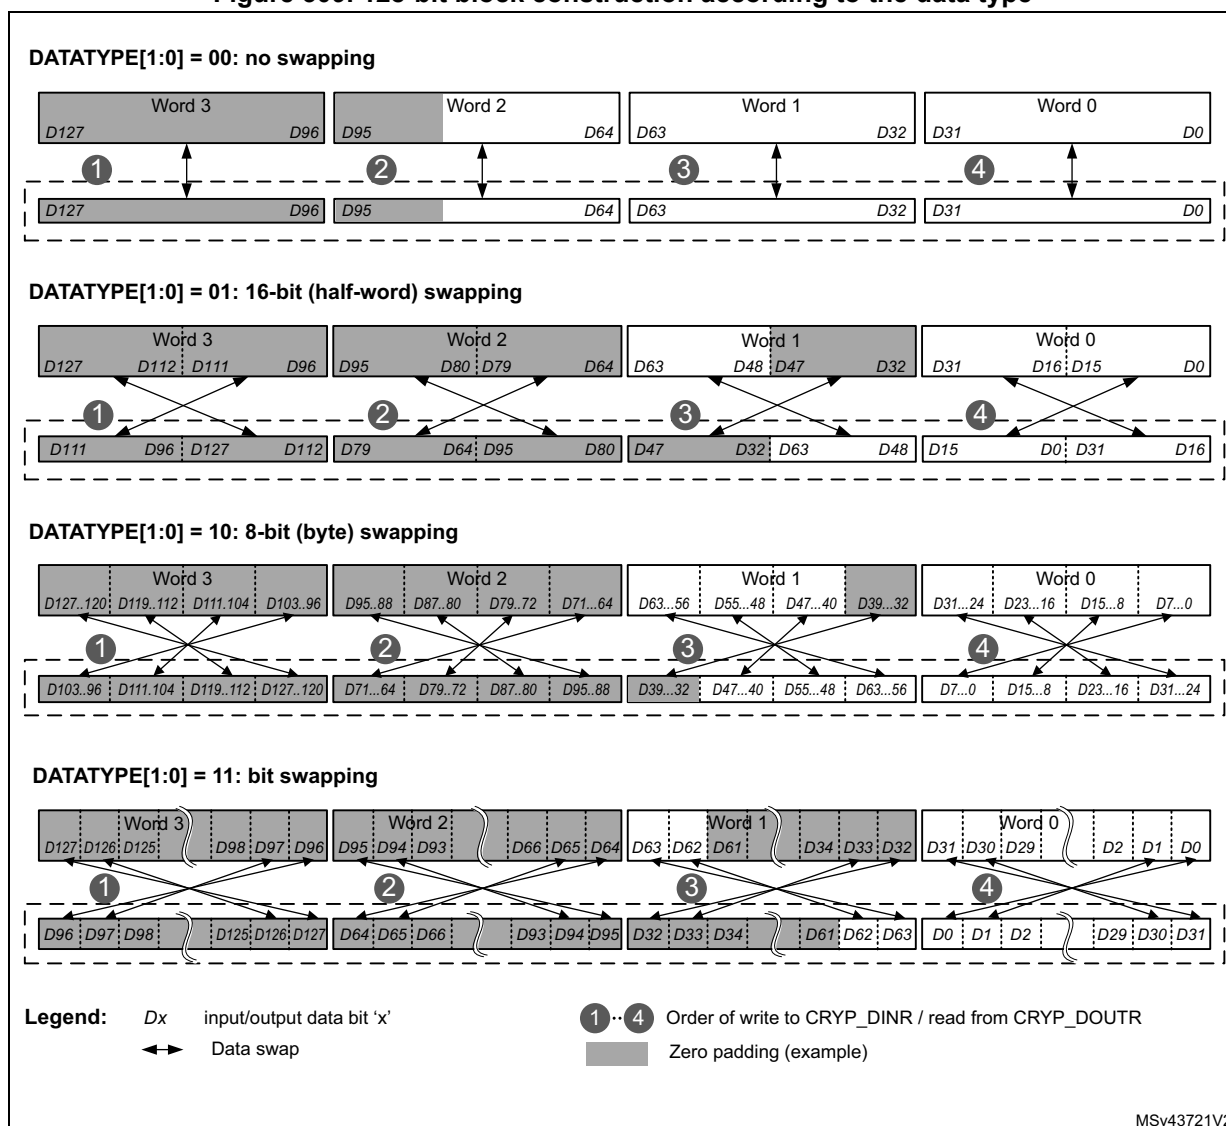 DATATYPE[1:0] = 00: no swapping
Word 3 Word 2 Word 1 Word 0
D127 D96 D95 D64 D63 D32 D31 D0
1 2 3 4
D127 D96 D95 D64 D63 D32 D31 D0
DATATYPE[1:0] = 01: 16-bit (half-word) swapping
Word 3 Word 2 Word 1 Word 0
D127 D112 D111 D96 D95 D80 D79 D64 D63 D48 D47 D32 D31 D16 D15 D0
1 2 3 4
D111 D96 D127 D112 D79 D64 D95 D80 D47 D32 D63 D48 D15 D0 D31 D16
DATATYPE[1:0] = 10: 8-bit (byte) swapping
Word 3 Word 2 Word 1 Word 0
D127..120 D119..112 D111.104 D103..96 D95..88 D87..80 D79..72 D71...64 D63...56 D55...48 D47...40 D39...32 D31...24 D23...16 D15...8 D7...0
1 2 3 4
D103..96 D111.104 D119..112 D127..120 D71...64 D79..72 D87...80 D95..88 D39...32 D47...40 D55...48 D63...56 D7...0 D15...8 D23...16 D31...24
DATATYPE[1:0] = 11: bit swapping
Word 3 Word 2 Word 1 Word 0
D127 D126 D125 D98 D97 D96 D95 D94 D93 D66 D65 D64 D63 D62 D61 D34 D33 D32 D31 D30 D29 D2 D1 D0
1 2 3 4
D96 D97 D98 D125 D126 D127 D64 D65 D66 D93 D94 D95 D32 D33 D34 D61 D62 D63 D0 D1 D2 D29 D30 D31
Legend: Dx input/output data bit ‘x’ 1 ·· 4 Order of write to CRYP_DINR / read from CRYP_DOUTR
Data swap Zero padding (example)
MSv43721V2